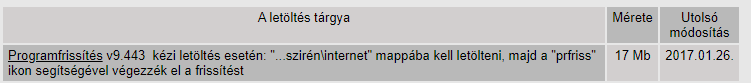 A letöltés tárgya Mérete Utolsó
módosítás
Programfrissítés v9.443 kézi letöltés esetén: "...szirén\internet" mappába kell letölteni, majd a "prfriss" 17 Mb 2017.01.26.
ikon segítségével végezzék el a frissítést